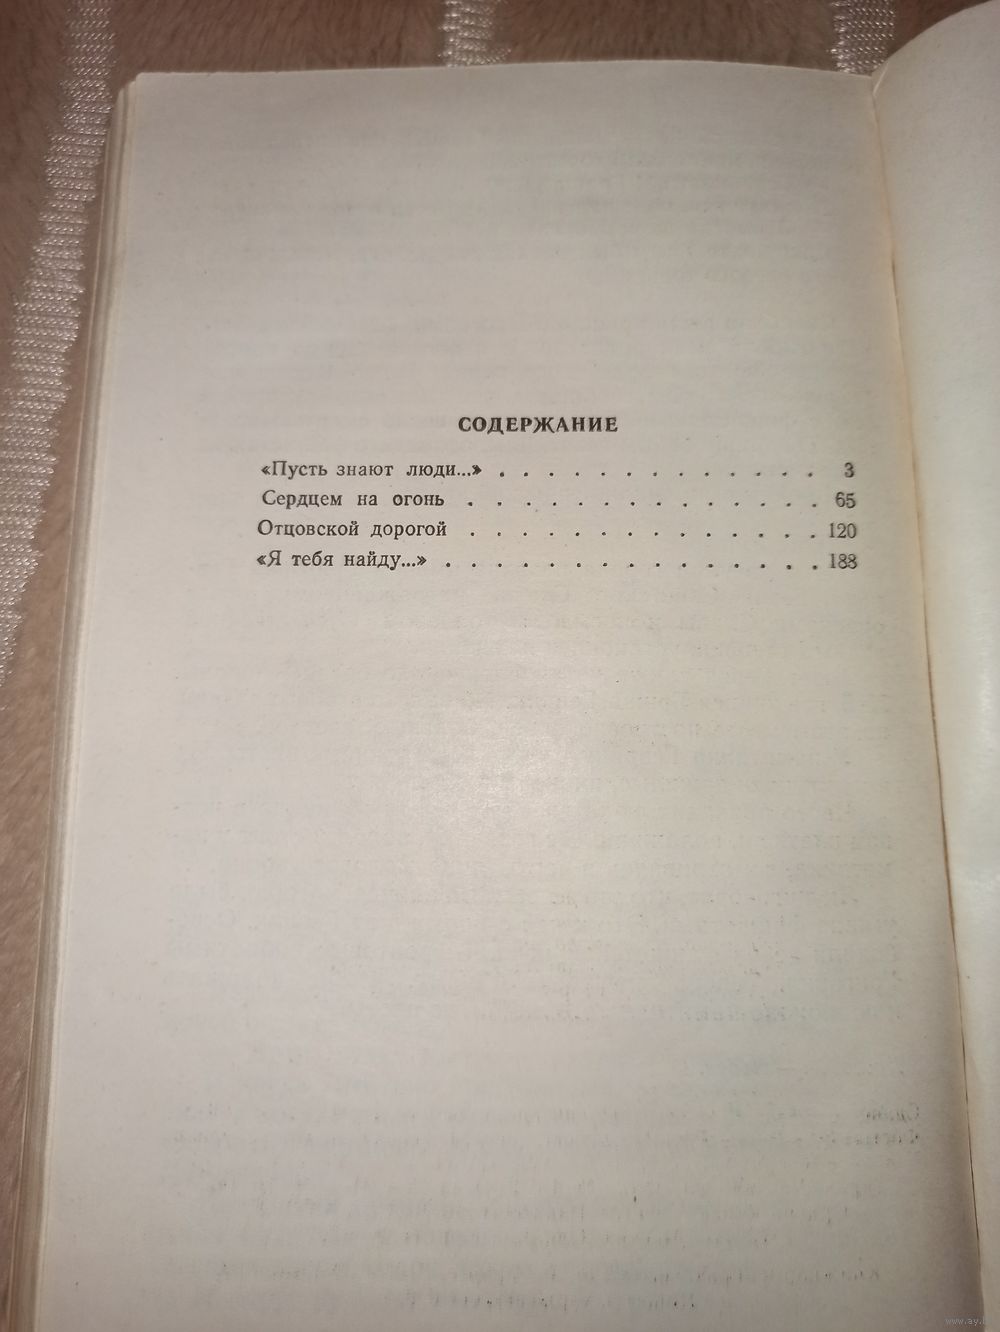 СОДЕРЖАНИЕ
«Пусть знают люди...» . . . . . . . . . . . . . 3
Сердцем на огонь . . . . . . . . . . . . . 65
Отцовской дорогой . . . . . . . . . . . . . 120
«Я тебя найду...» . . . . . . . . . . . . . . . 188